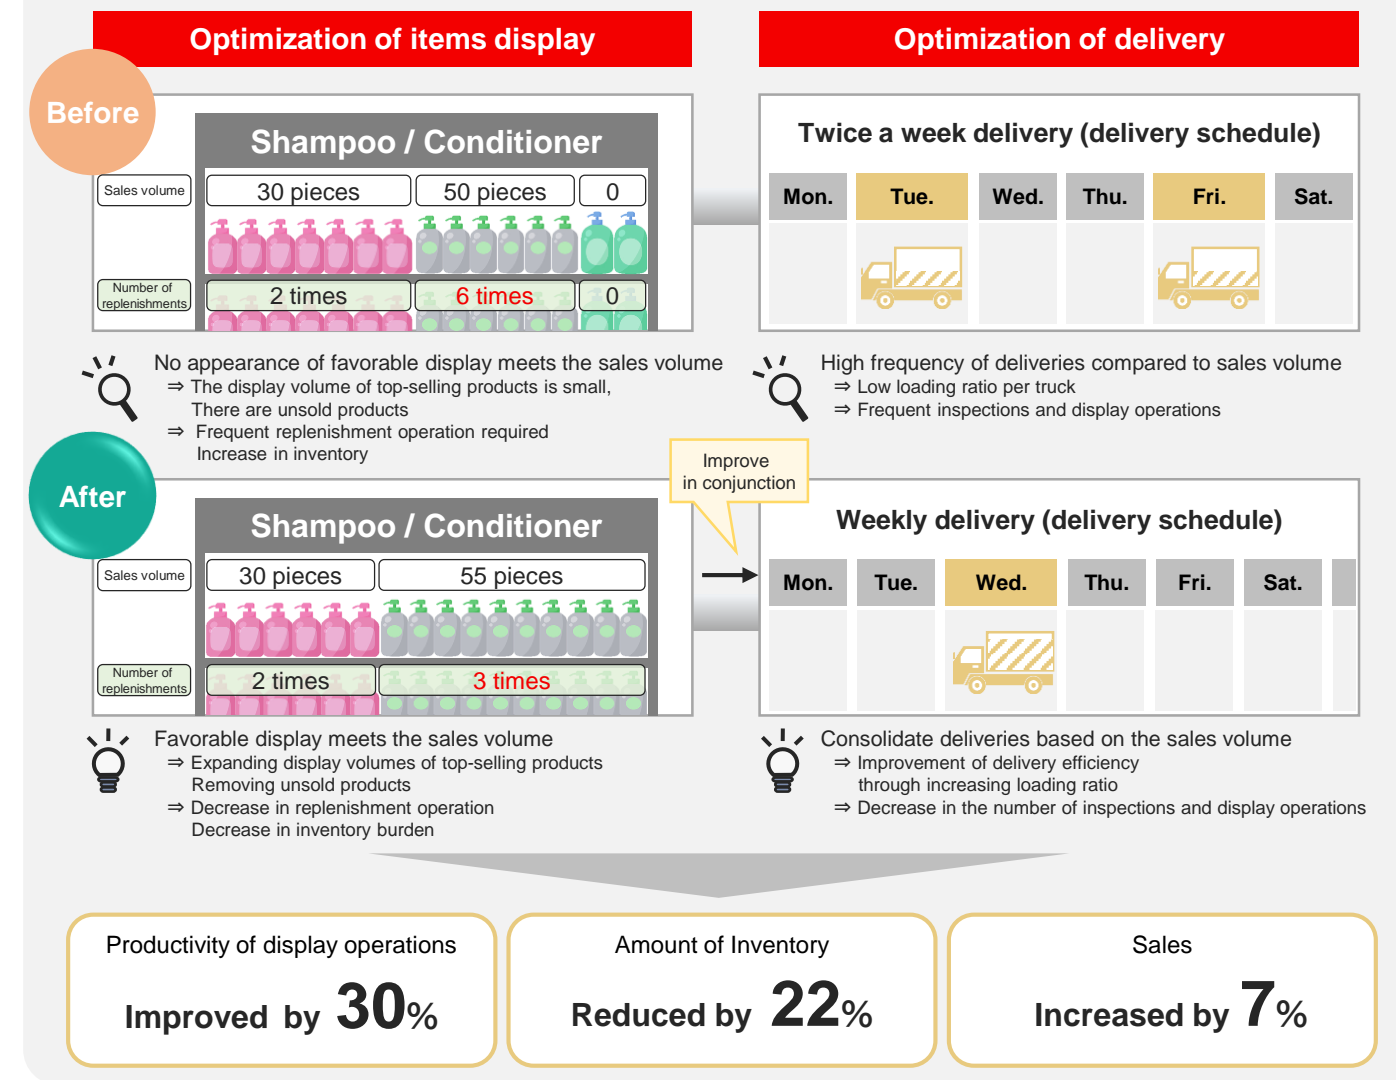 Optimization of items display
Optimization of delivery
Before
Shampoo / Conditioner
Sales volume
30 pieces
50 pieces
0
Number of
replenishments
2 times
6 times
0
Twice a week delivery (delivery schedule)
Mon.
Tue.
Wed.
Thu.
Fri.
Sat.
No appearance of favorable display meets the sales volume
⇒ The display volume of top-selling products is small,
There are unsold products
⇒ Frequent replenishment operation required
Increase in inventory
High frequency of deliveries compared to sales volume
⇒ Low loading ratio per truck
⇒ Frequent inspections and display operations
Improve
in conjunction
After
Shampoo / Conditioner
Sales volume
30 pieces
55 pieces
Number of
replenishments
2 times
3 times
Weekly delivery (delivery schedule)
Mon.
Tue.
Wed.
Thu.
Fri.
Sat.
Favorable display meets the sales volume
⇒ Expanding display volumes of top-selling products
Removing unsold products
⇒ Decrease in replenishment operation
Decrease in inventory burden
Consolidate deliveries based on the sales volume
⇒ Improvement of delivery efficiency
through increasing loading ratio
⇒ Decrease in the number of inspections and display operations
Productivity of display operations
Improved by 30%
Amount of Inventory
Reduced by 22%
Sales
Increased by 7%